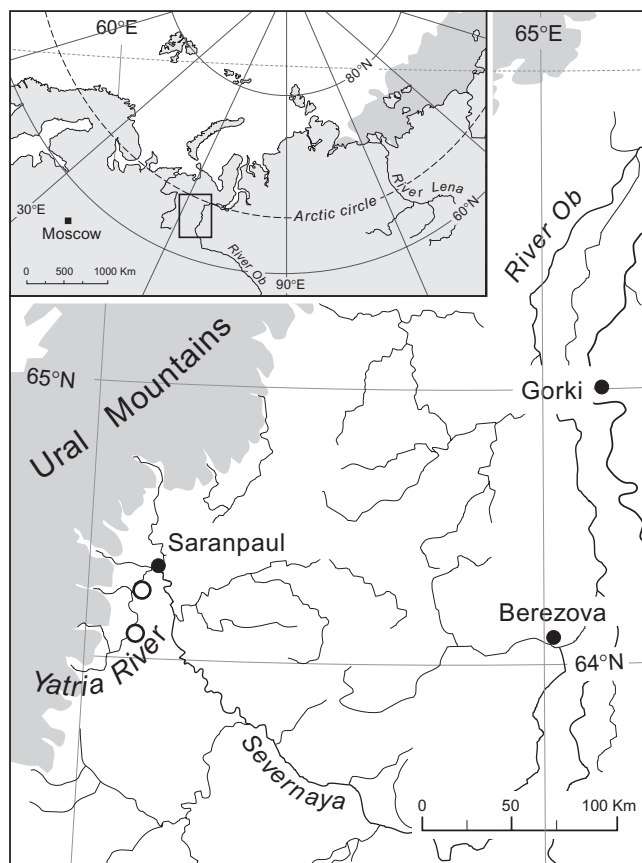 60°E
65°E
80°N
River Lena
60°N
Arctic circle
30°E
Moscow
River Ob
0 500 1000 Km
90°E
River Ob
Ural Mountains
65°N
Gorki
Saranpaul
Berezova
Yatria River
64°N
Severnaya
0 50 100 Km